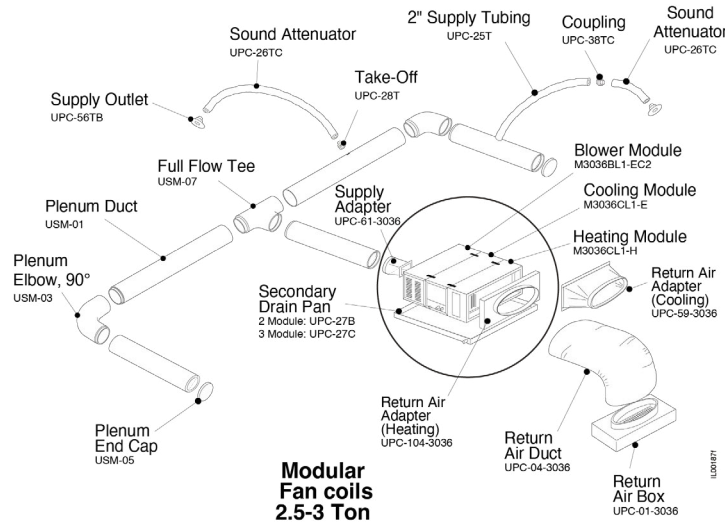 Sound Attenuator
UPC-26TC
2" Supply Tubing
UPC-25T
Coupling
UPC-38TC
Sound
Attenuator
UPC-26TC
Supply Outlet
UPC-56TB
Take-Off
UPC-28T
Full Flow Tee
USM-07
Blower Module
M3036BL1-EC2
Cooling Module
M3036CL1-E
Heating Module
M3036CL1-H
Supply
Adapter
UPC-61-3036
Plenum Duct
USM-01
Plenum
Elbow, 90°
USM-03
Return Air
Adapter
(Cooling)
UPC-59-3036
Secondary
Drain Pan
2 Module: UPC-27B
3 Module: UPC-27C
Return Air
Adapter
(Heating)
UPC-104-3036
Plenum
End Cap
USM-05
Return
Air Duct
UPC-04-3036
Return
Air Box
UPC-01-3036
Modular
Fan coils
2.5-3 Ton